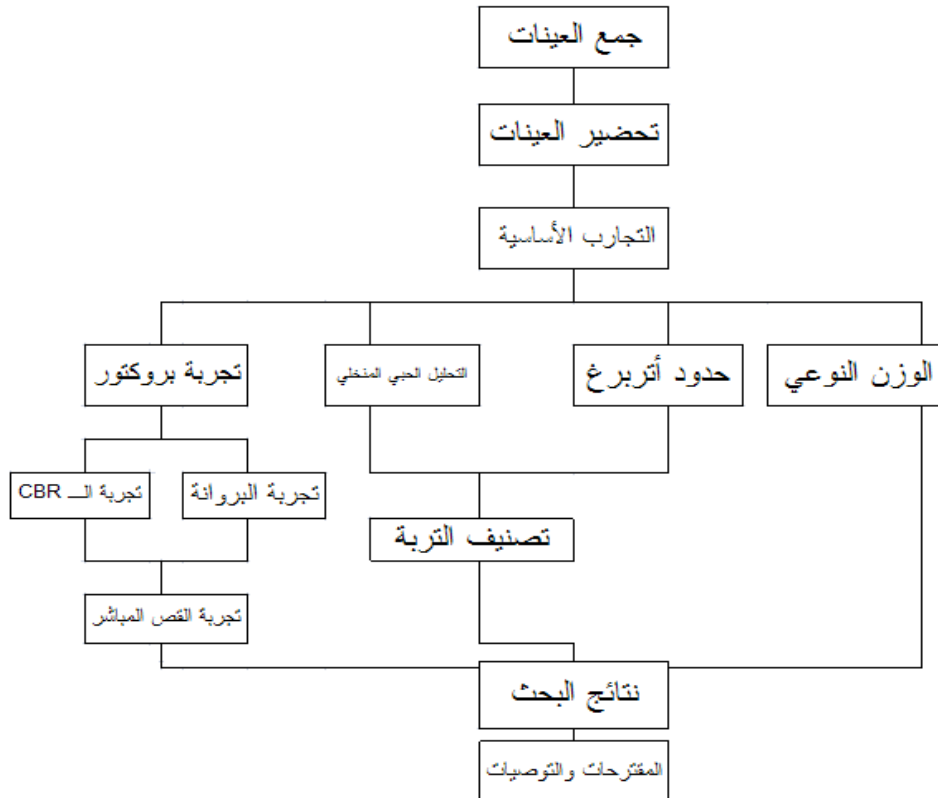 جمع العينات
تحضير العينات
التجارب الأساسية
الوزن النوعي
حدود أتربرغ
التحليل الحبي المنخلي
تجربة بروكتور
تجربة البروانة
تجربة الـــ CBR
تصنيف التربة
تجربة القص المباشر
نتائج البحث
المقترحات والتوصيات